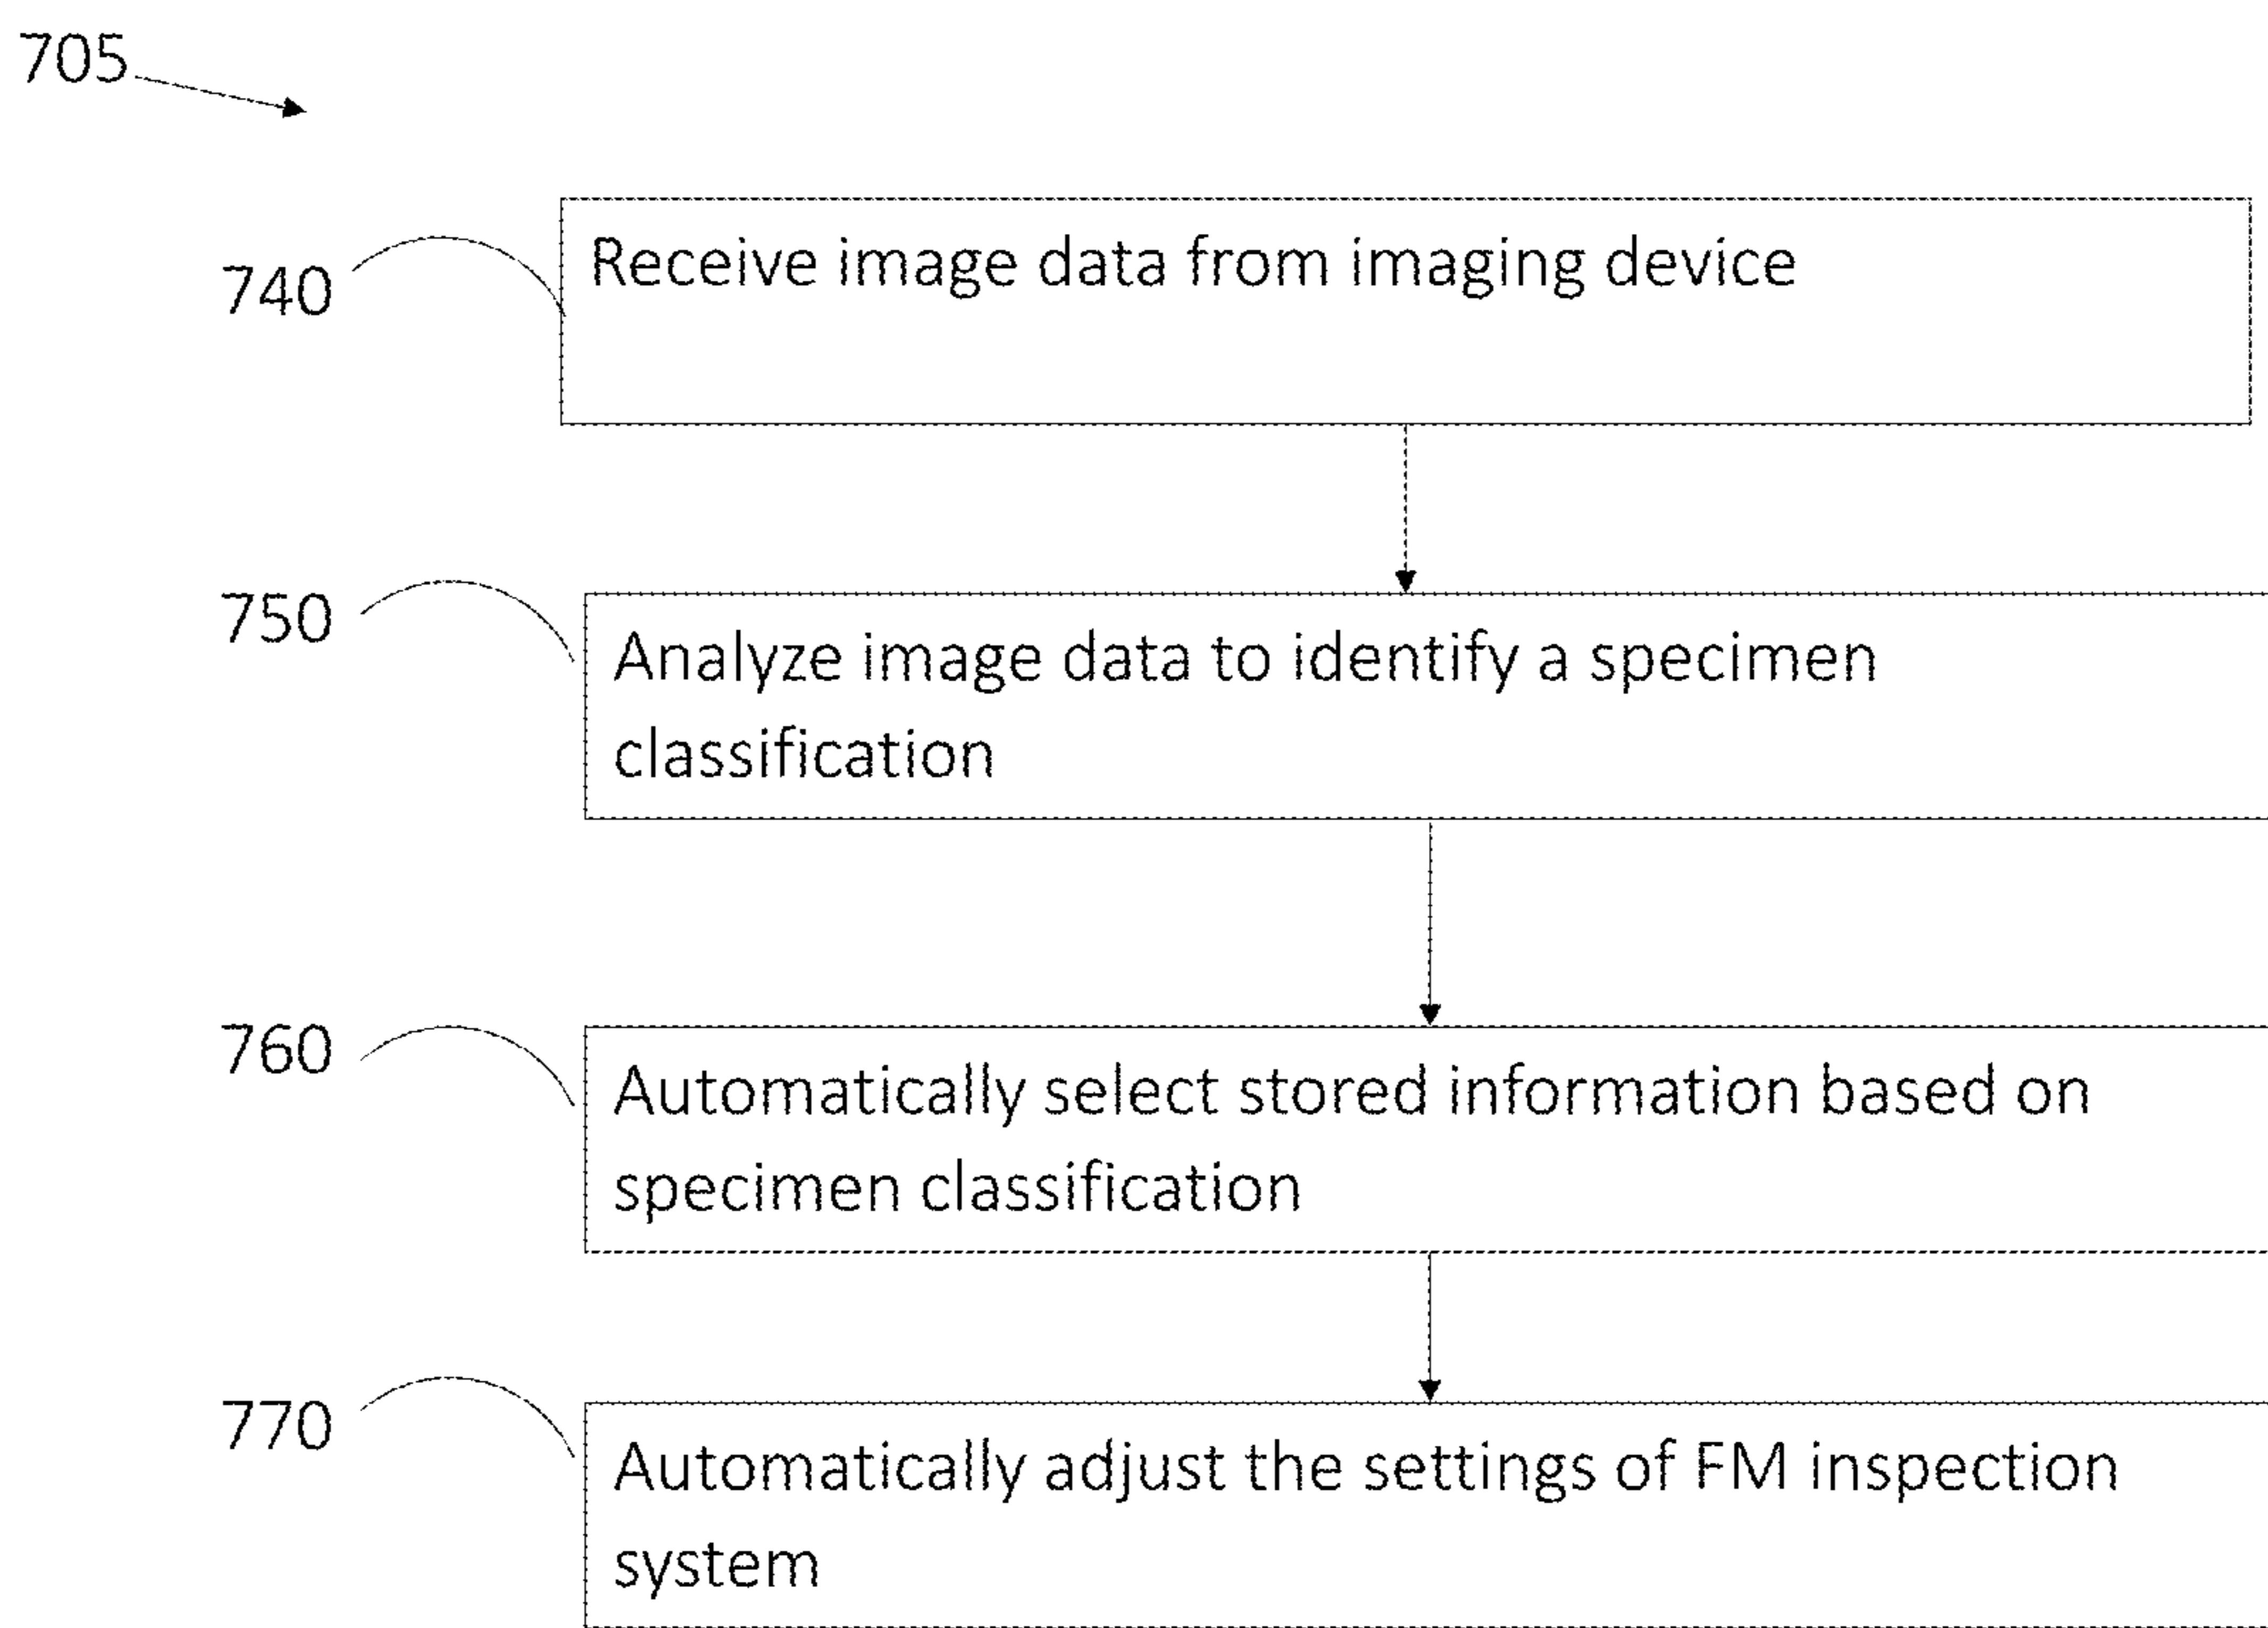 705
740
Receive image data from imaging device
750
Analyze image data to identify a specimen
classification
760
Automatically select stored information based on
specimen classification
770
Automatically adjust the settings of FM inspection
system